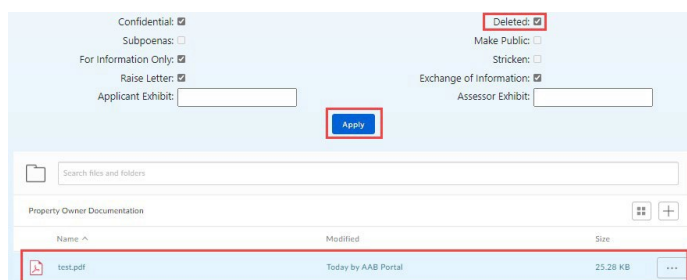 Confidential: Deleted:
Subpoenas: Make Public:
For Information Only: Stricken:
Raise Letter: Exchange of Information:
Applicant Exhibit: Assessor Exhibit:
Apply
Search files and folders
Property Owner Documentation
Name Modified Size
test.pdf Today by AAB Portal 25.28 KB